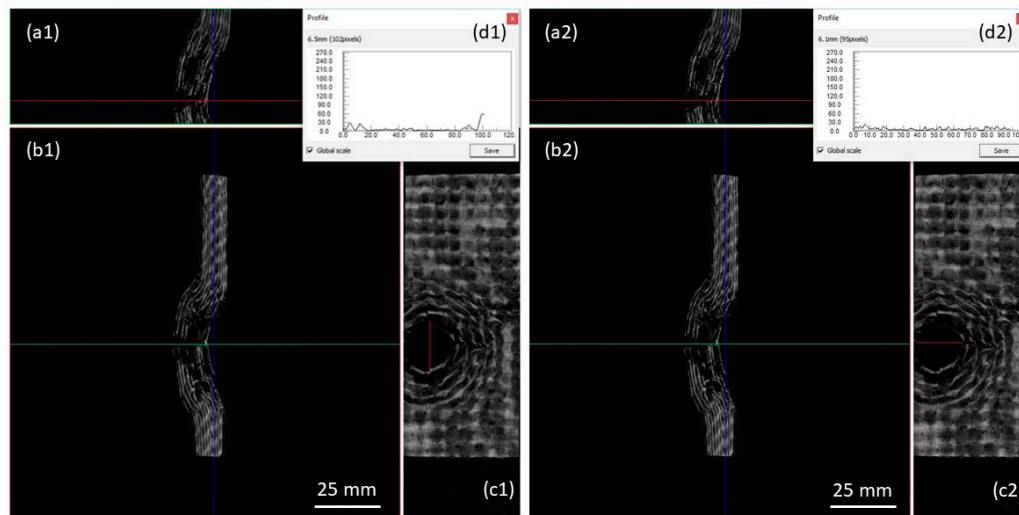 (a1)
Profile
x
(d1)
6.5mm (102pixels)
270.0
240.0
210.0
180.0
150.0
120.0
90.0
60.0
30.0
0.0
0.0 20.0 40.0 60.0 80.0 100.0 120.
Global scale
Save
(b1)
25 mm
(c1)
(a2)
Profile
x
(d2)
6.1mm (95pixels)
270.0
240.0
210.0
180.0
150.0
120.0
90.0
60.0
30.0
0.0
0.0 10.0 20.0 30.0 40.0 50.0 60.0 70.0 80.0 90.0
Global scale
Save
(b2)
25 mm
(c2